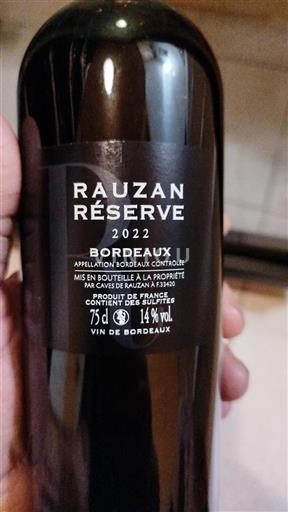 RAUZAN
RÉSERVE
2022
BORDEAUX
APPELLATION BORDEAUX CONTRÔLÉE
MIS EN BOUTEILLE À LA PROPRIÉTÉ
PAR CAVES DE RAUZAN À F.33420
PRODUIT DE FRANCE
CONTIENT DES SULFITES
75 cl 14 % vol.
VIN DE BORDEAUX